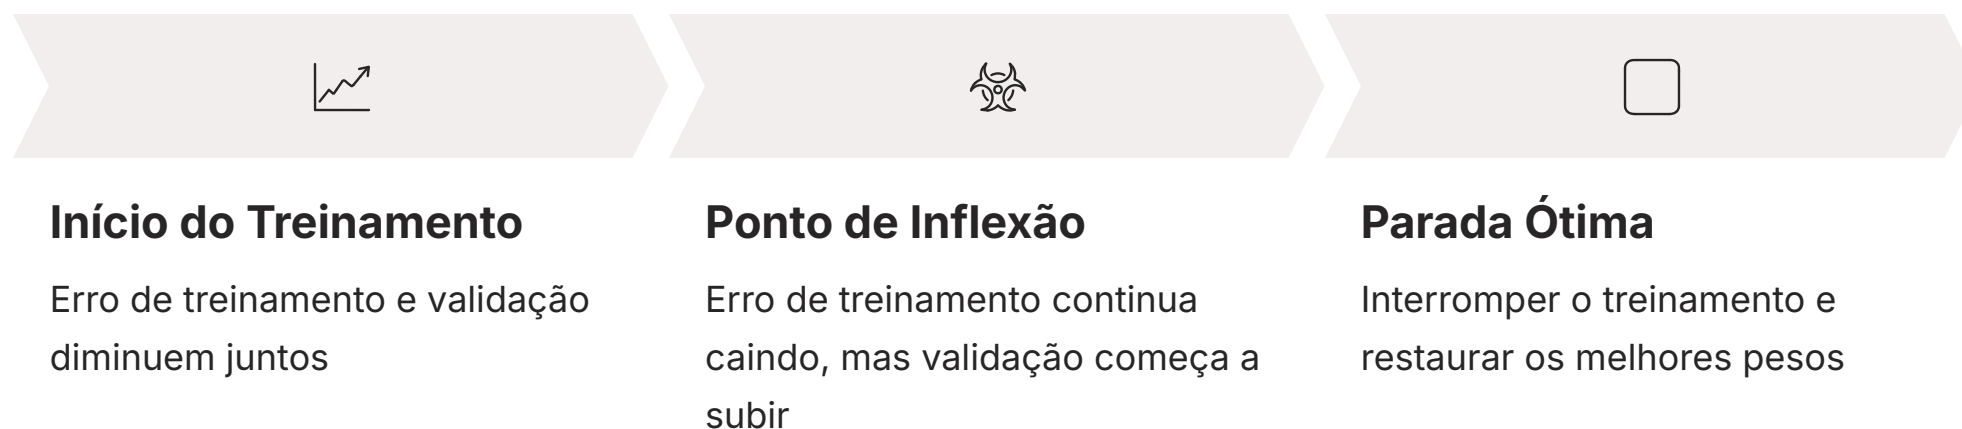 Início do Treinamento
Erro de treinamento e validação
diminuem juntos
Ponto de Inflexão
Erro de treinamento continua
caindo, mas validação começa a
subir
Parada Ótima
Interromper o treinamento e
restaurar os melhores pesos